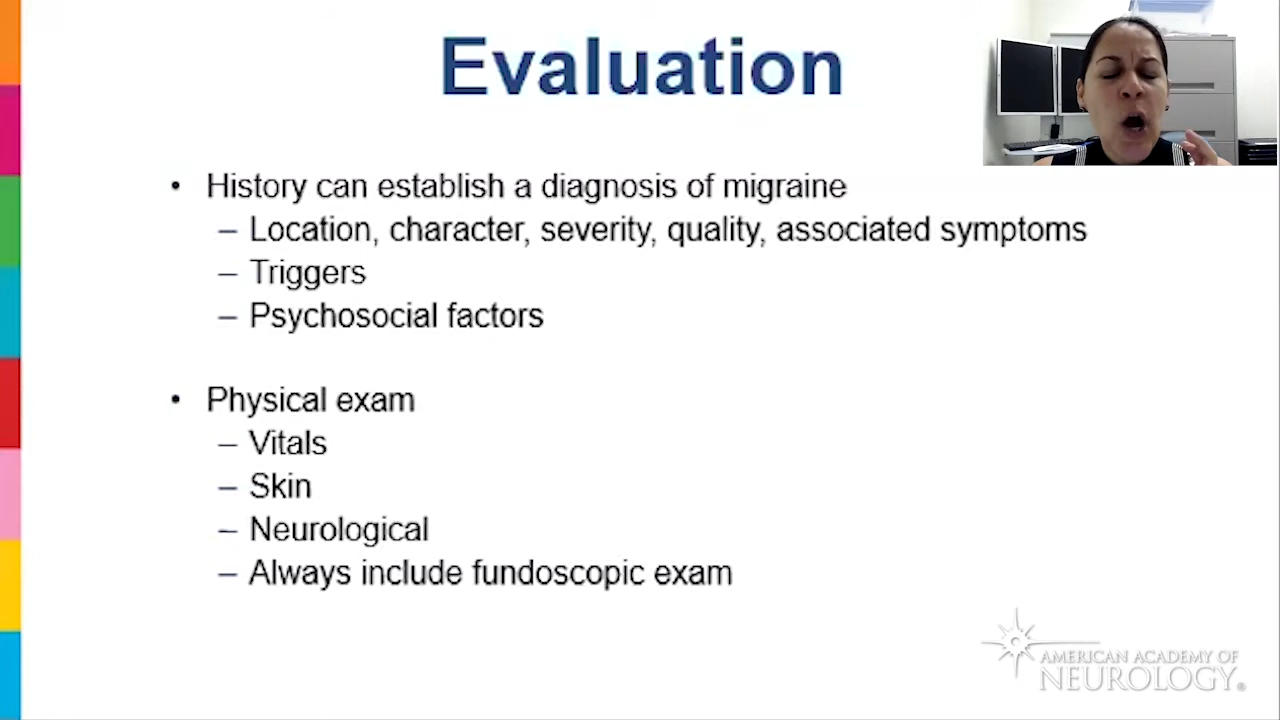 Evaluation
• History can establish a diagnosis of migraine
– Location, character, severity, quality, associated symptoms
– Triggers
– Psychosocial factors
• Physical exam
– Vitals
– Skin
– Neurological
– Always include fundoscopic exam
AMERICAN ACADEMY OF
NEUROLOGY®